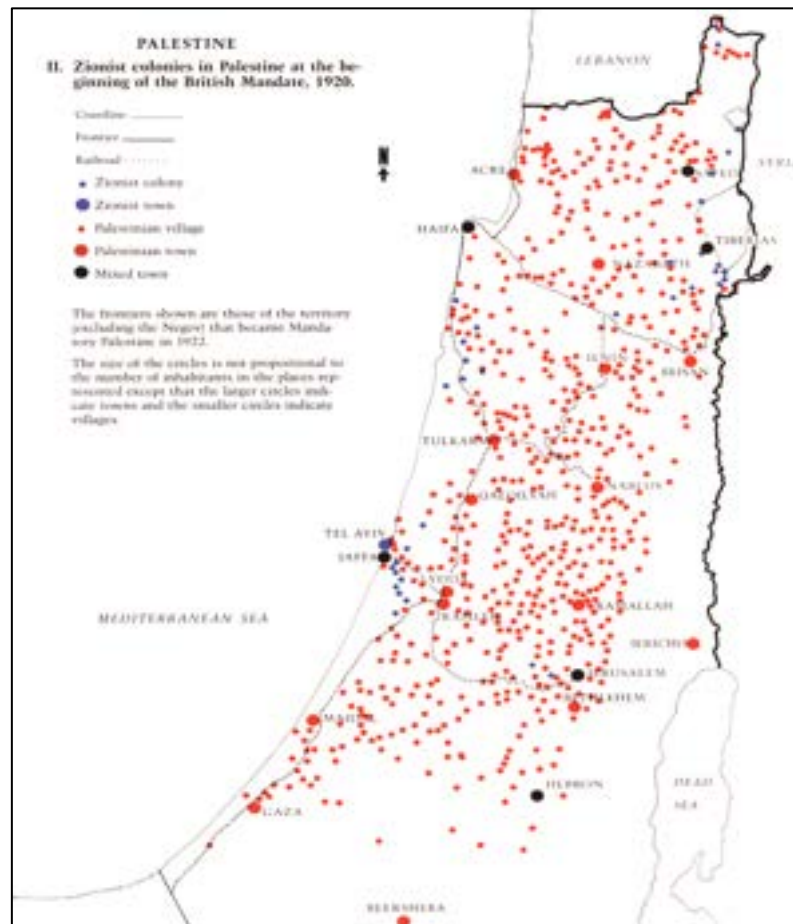 PALESTINE
II. Zionist colonies in Palestine at the be-
ginning of the British Mandate, 1920.
Coastline
Frontier
Railroad
Zionist colony
Zionist town
Palestinian village
Palestinian town
Mixed town
The frontiers shown are those of the territory
(excluding the Negev) that became Manda-
tory Palestine in 1922.
The size of the circles is not proportional to
the number of inhabitants in the places rep-
resented except that the larger circles indi-
cate towns and the smaller circles indicate
villages.
LEBANON
ACRE
HAIFA
TIBERIAS
NAZARETH
JENIN
BEISAN
TULKARM
NABLUS
QALQILYAH
TEL AVIV
JAFFA
MEDITERRANEAN SEA
RAMALLAH
JERICHO
JERUSALEM
BETHLEHEM
HEBRON
DEAD
SEA
GAZA
BEERSHEBA